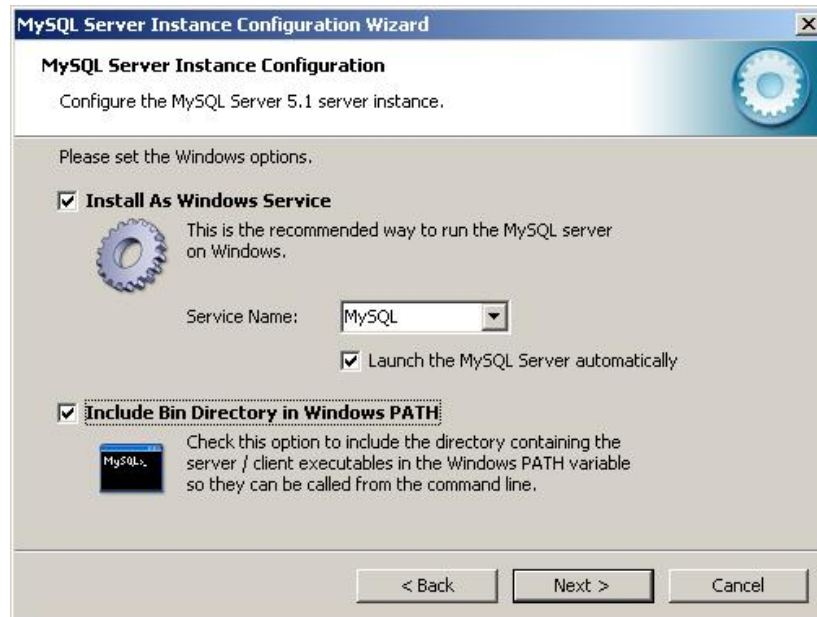 MySQL Server Instance Configuration Wizard
MySQL Server Instance Configuration
Configure the MySQL Server 5.1 server instance.
Please set the Windows options.
Install As Windows Service
This is the recommended way to run the MySQL server
on Windows.
Service Name: MySQL
Launch the MySQL Server automatically
Include Bin Directory in Windows PATH
MySQL>_
Check this option to include the directory containing the
server / client executables in the Windows PATH variable
so they can be called from the command line.
< Back Next > Cancel